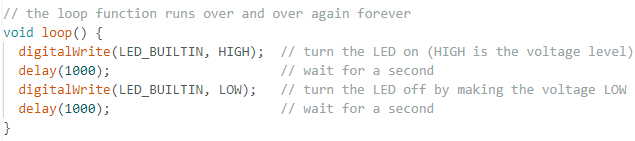 // the loop function runs over and over again forever
void loop() {
  digitalWrite(LED_BUILTIN, HIGH);  // turn the LED on (HIGH is the voltage level)
  delay(1000);                      // wait for a second
  digitalWrite(LED_BUILTIN, LOW);   // turn the LED off by making the voltage LOW
  delay(1000);                      // wait for a second
}